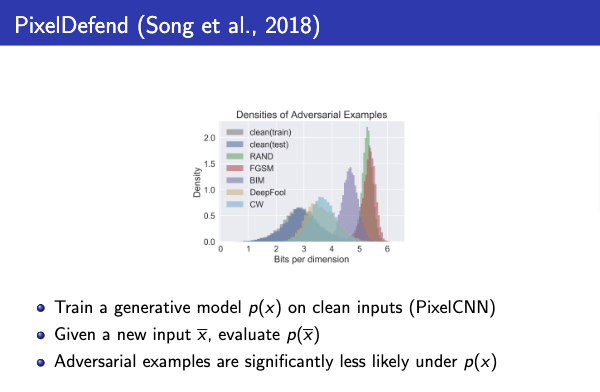 PixelDefend (Song et al., 2018)
Densities of Adversarial Examples
clean(train)
clean(test)
RAND
FGSM
BIM
DeepFool
CW
Density
2.0
1.5
1.0
0.5
0.0
0 1 2 3 4 5 6
Bits per dimension
Train a generative model p(x) on clean inputs (PixelCNN)
Given a new input x̅, evaluate p(x̅)
Adversarial examples are significantly less likely under p(x)